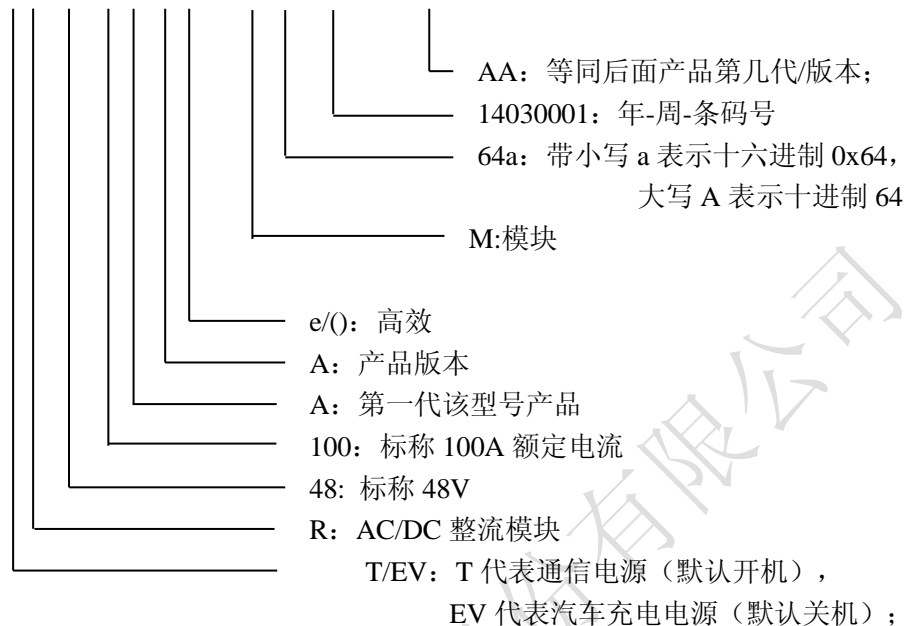 AA：等同后面产品第几代/版本；
14030001：年-周-条码号
64a：带小写 a 表示十六进制 0x64，
大写 A 表示十进制 64
M:模块
e/()：高效
A：产品版本
A：第一代该型号产品
100：标称 100A 额定电流
48: 标称 48V
R：AC/DC 整流模块
T/EV：T 代表通信电源（默认开机），
EV 代表汽车充电电源（默认关机）；
份有限公司